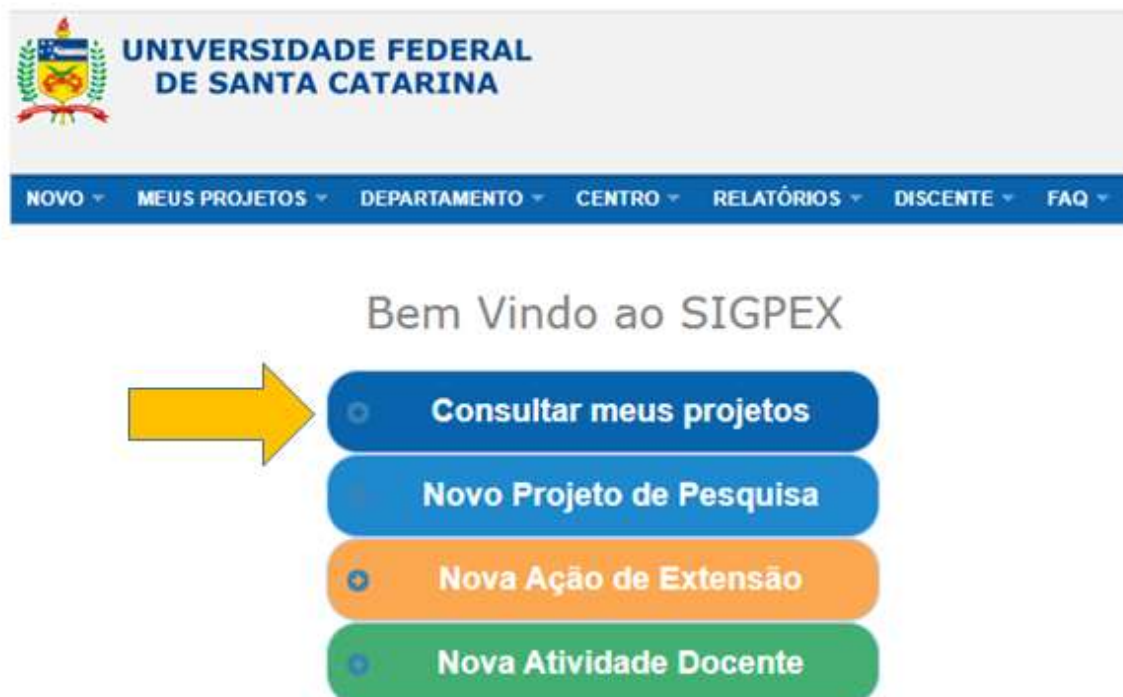 UNIVERSIDADE FEDERAL
DE SANTA CATARINA
NOVO MEUS PROJETOS DEPARTAMENTO CENTRO RELATÓRIOS DISCENTE FAQ
Bem Vindo ao SIGPEX
Consultar meus projetos
Novo Projeto de Pesquisa
Nova Ação de Extensão
Nova Atividade Docente